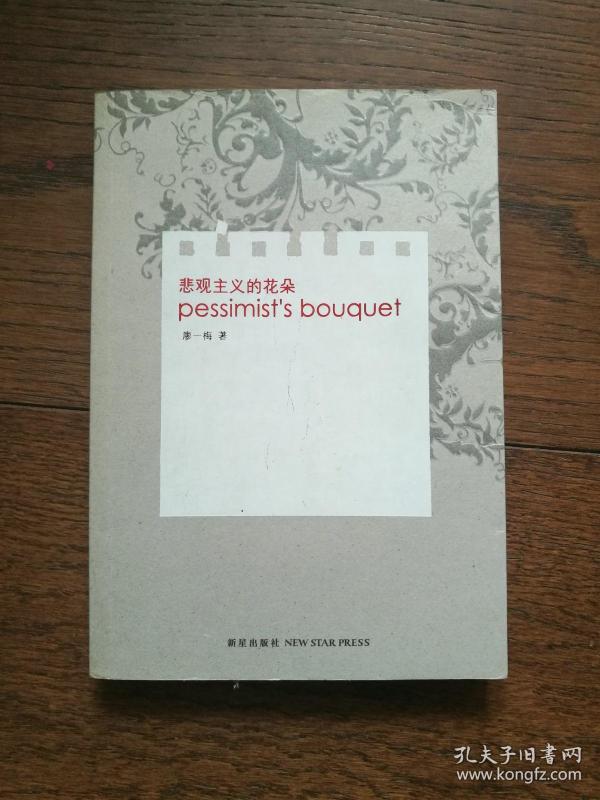 悲观主义的花朵
pessimist's bouquet
廖一梅 著
新星出版社 NEW STAR PRESS
孔夫子旧书网
www.kongfz.com